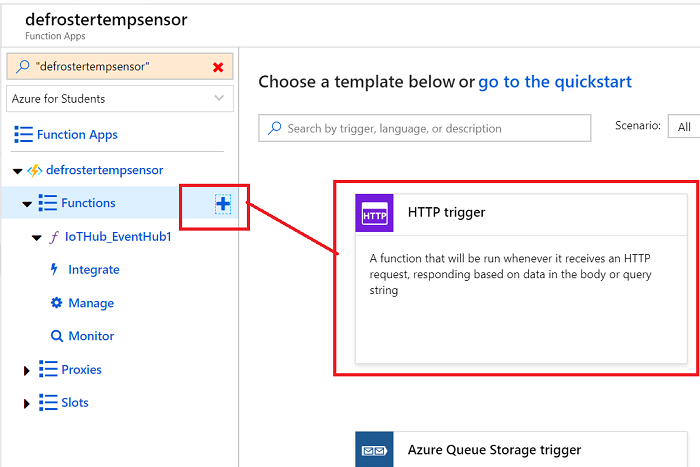 defrostertempsensor
Function Apps
"defrostertempsensor"
Azure for Students
Function Apps
defrostertempsensor
Functions
f IoTHub_EventHub1
Integrate
Manage
Monitor
Proxies
Slots
Choose a template below or go to the quickstart
Search by trigger, language, or description
Scenario: All
HTTP
HTTP trigger
A function that will be run whenever it receives an HTTP
request, responding based on data in the body or query
string
Azure Queue Storage trigger